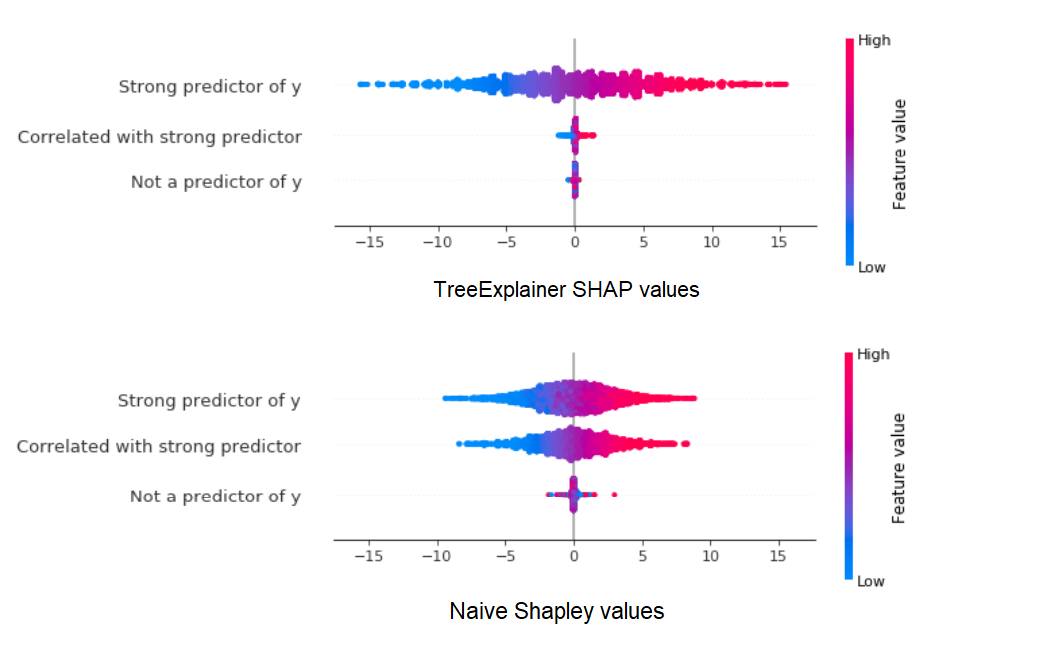 High
Strong predictor of y
Correlated with strong predictor
Not a predictor of y
Feature value
Low
−15 −10 −5 0 5 10 15
TreeExplainer SHAP values
High
Strong predictor of y
Correlated with strong predictor
Not a predictor of y
Feature value
Low
−15 −10 −5 0 5 10 15
Naive Shapley values